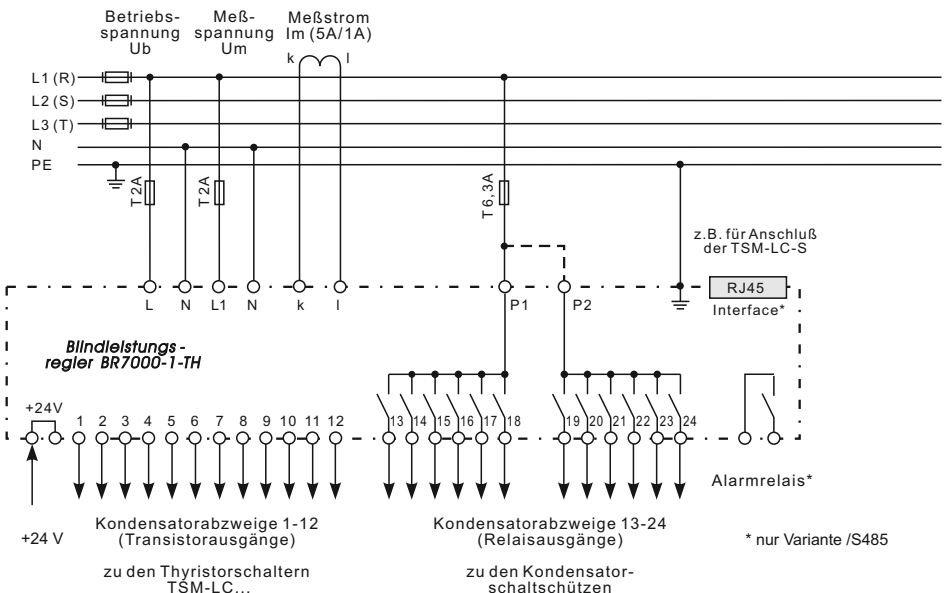 Betriebs-
spannung
Ub
Meß-
spannung
Um
Meßstrom
Im (5A/1A)
k l
L1 (R)
L2 (S)
L3 (T)
N
PE
T2A
T2A
T6,3A
z.B. für Anschluß
der TSM-LC-S
RJ45
Interface*
L N L1 N k l P1 P2
Blindleistungs-
regler BR7000-1-TH
+24V
1 2 3 4 5 6 7 8 9 10 11 12
13 14 15 16 17 18
19 20 21 22 23 24
Alarmrelais*
+24 V
Kondensatorabzweige 1-12
(Transistorausgänge)
zu den Thyristorschaltern
TSM-LC...
Kondensatorabzweige 13-24
(Relaisausgänge)
zu den Kondensator-
schaltschützen
* nur Variante /S485